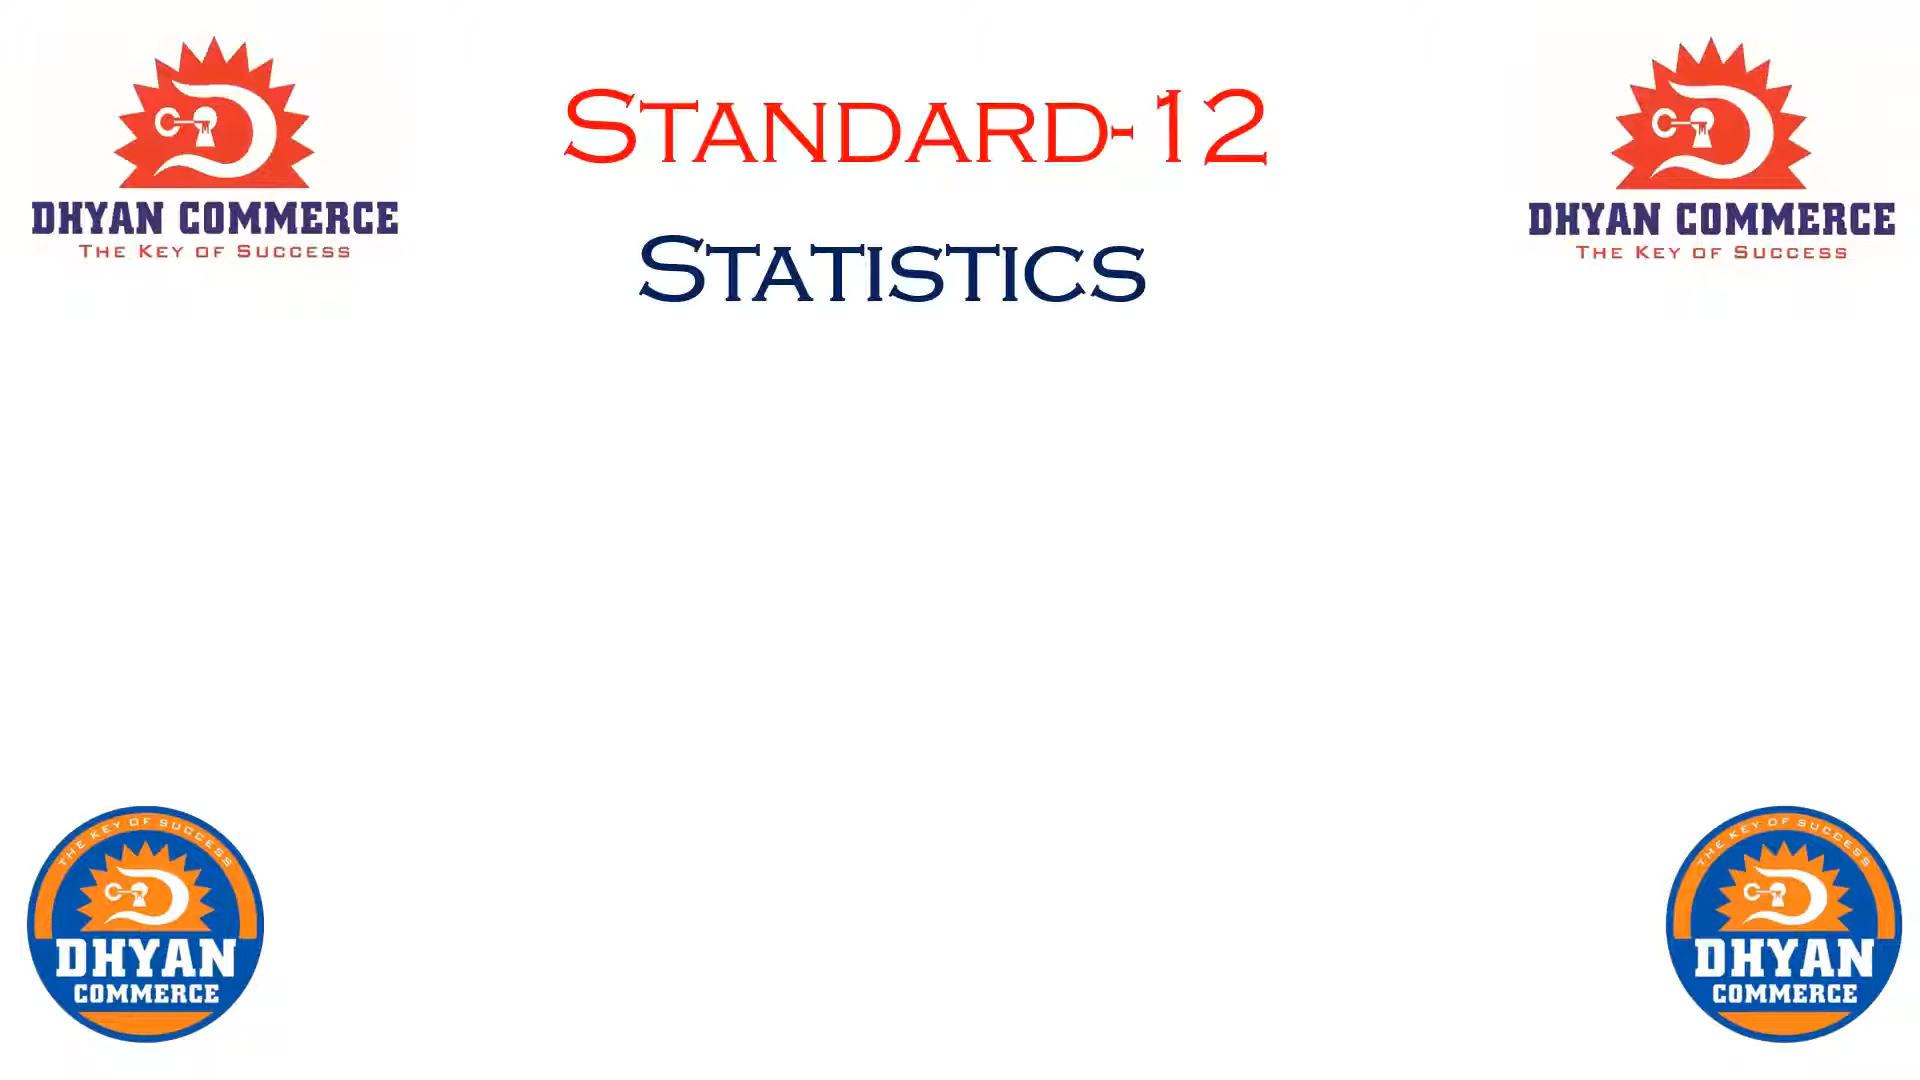 DHYAN COMMERCE
THE KEY OF SUCCESS
STANDARD-12
STATISTICS
DHYAN COMMERCE
THE KEY OF SUCCESS
THE KEY OF SUCCESS
DHYAN
COMMERCE
THE KEY OF SUCCESS
DHYAN
COMMERCE